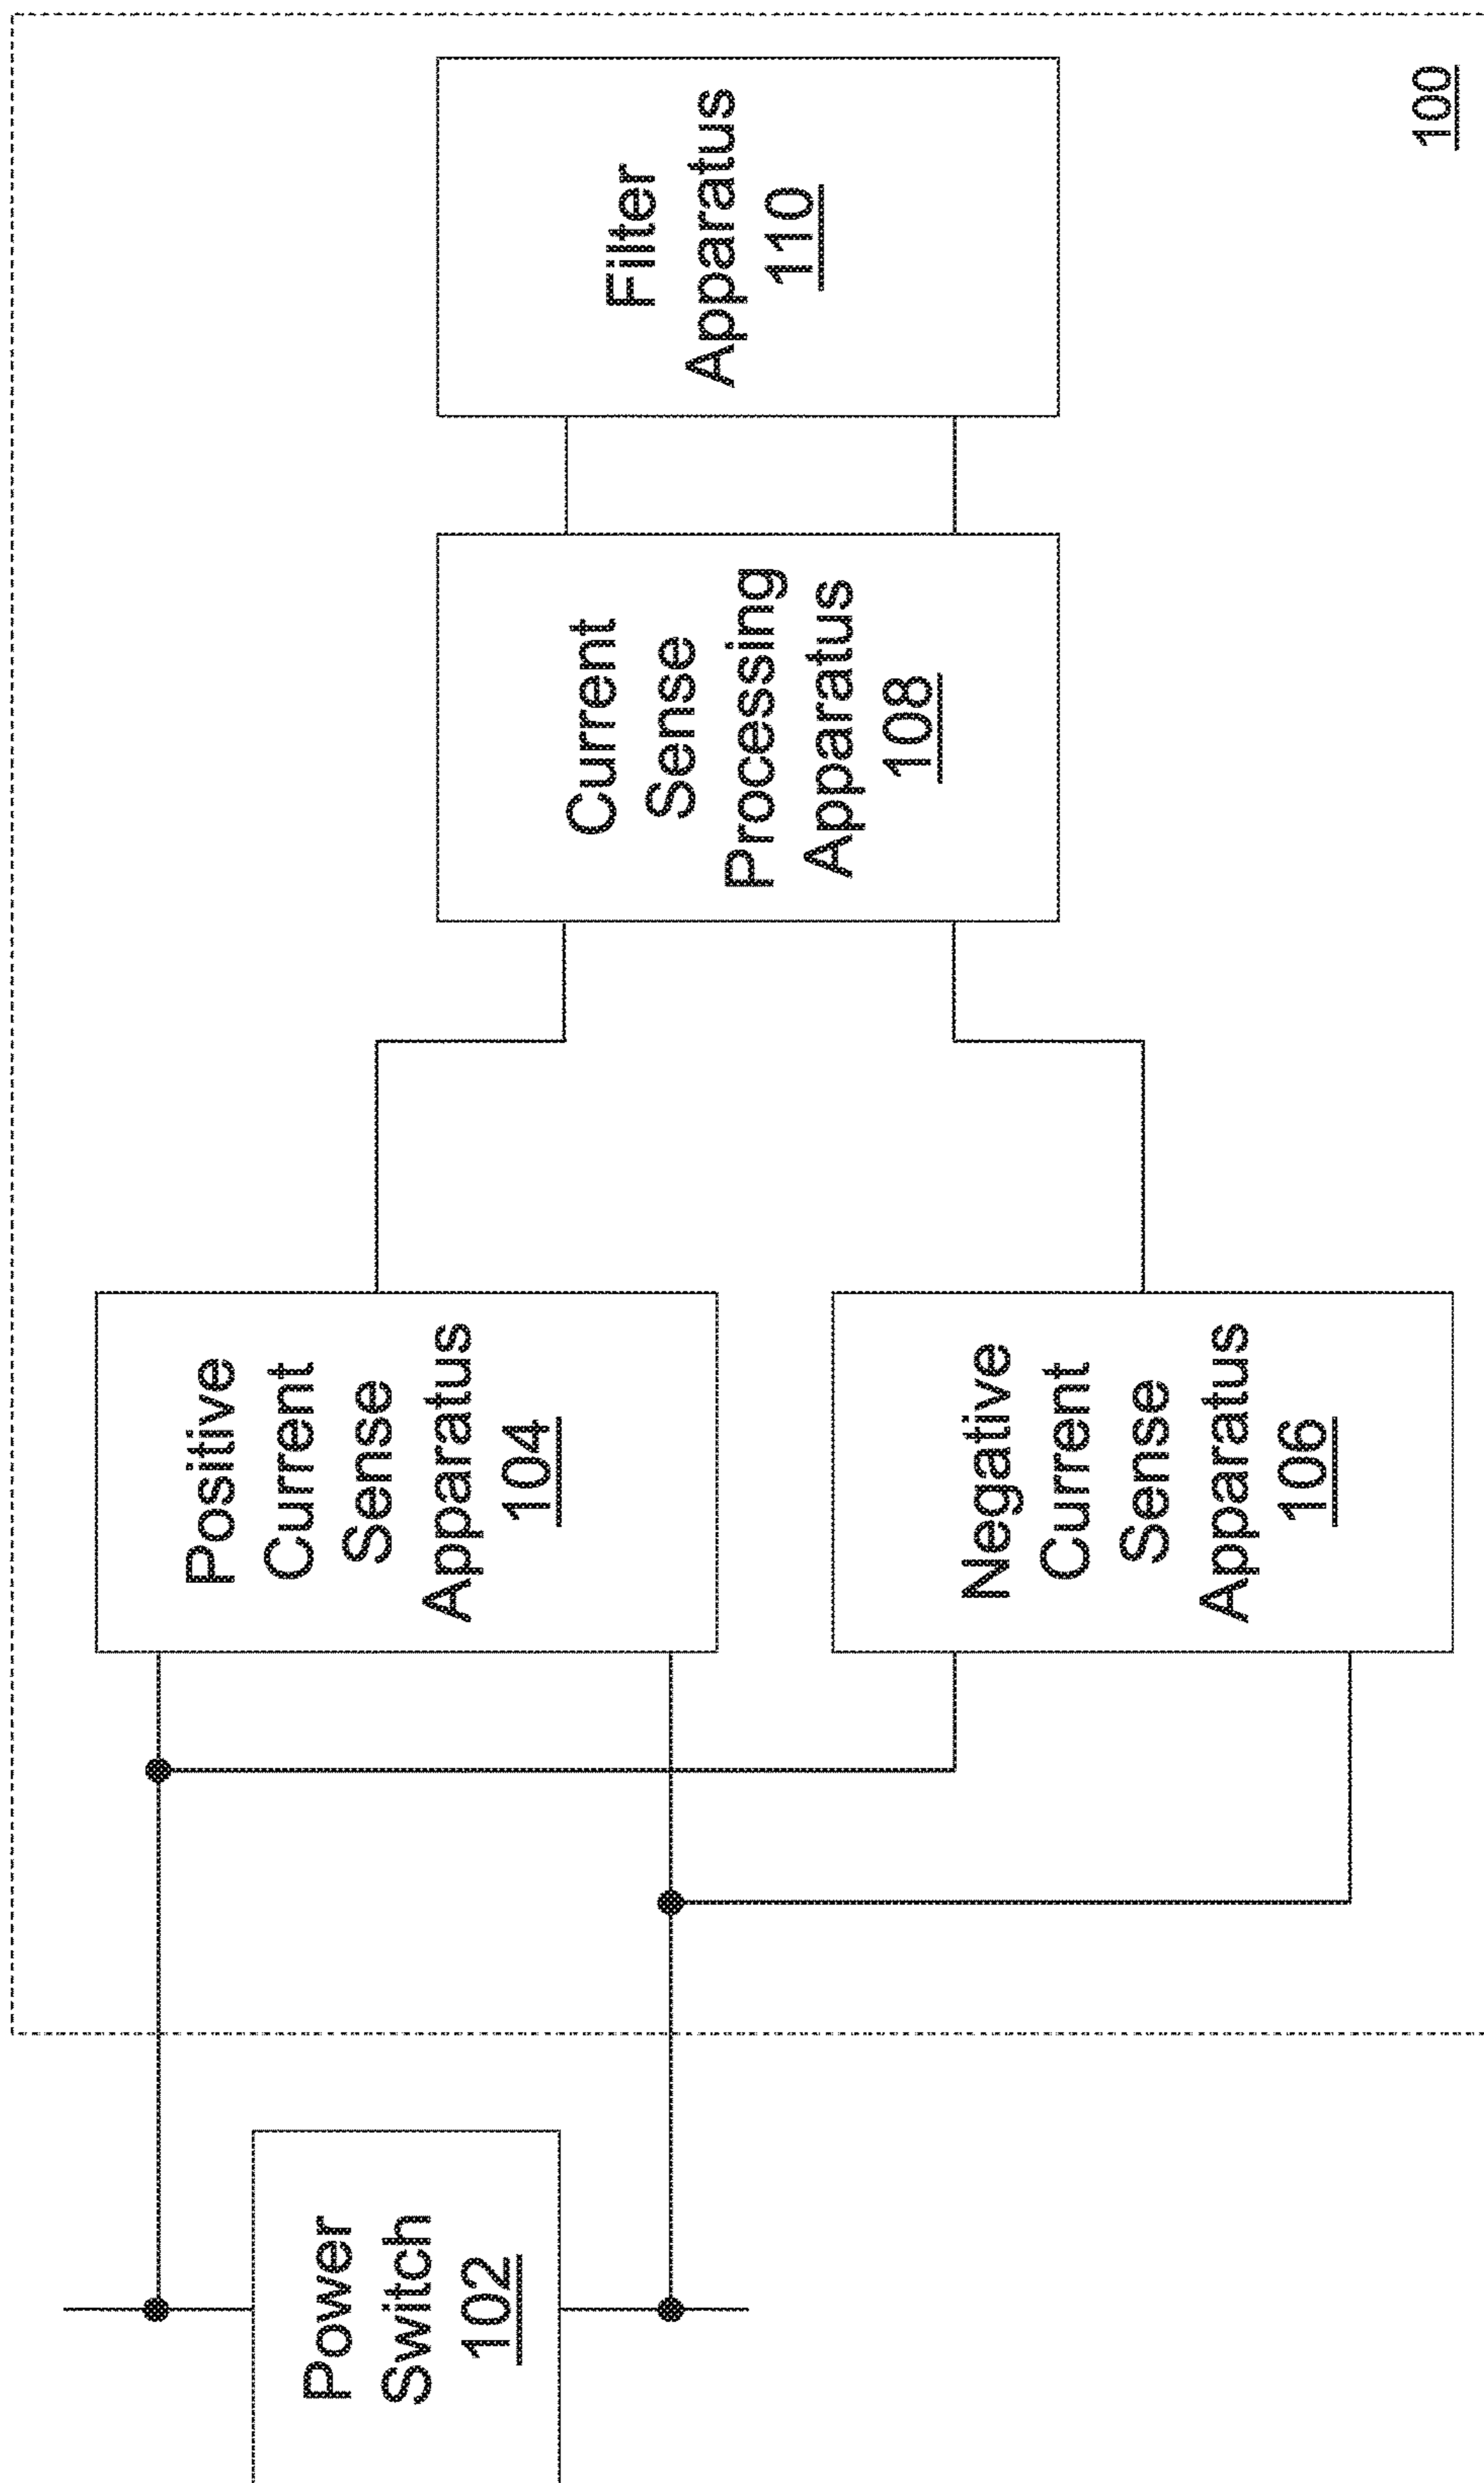 Power
Switch
102
Positive
Current
Sense
Apparatus
104
Negative
Current
Sense
Apparatus
106
Current
Sense
Processing
Apparatus
108
Filter
Apparatus
110
100